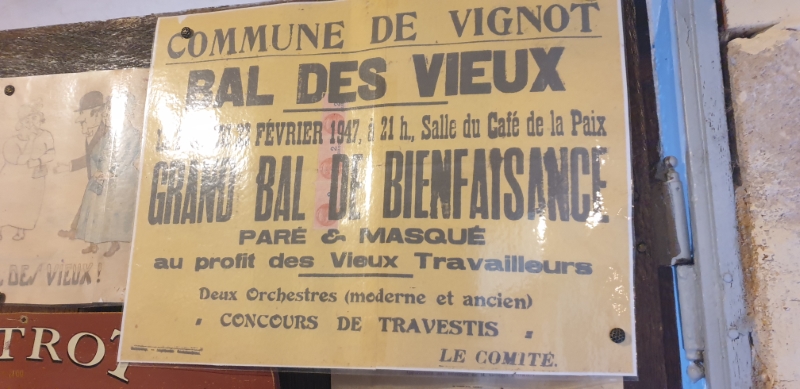 COMMUNE DE VIGNOT
BAL DES VIEUX
FÉVRIER 1947, à 21 h., Salle du Café de la Paix
GRAND BAL DE BIENFAISANCE
PARÉ & MASQUÉ
au profit des Vieux Travailleurs
Deux Orchestres (moderne et ancien)
" CONCOURS DE TRAVESTIS "
LE COMITÉ.
DES VIEUX !
TROT